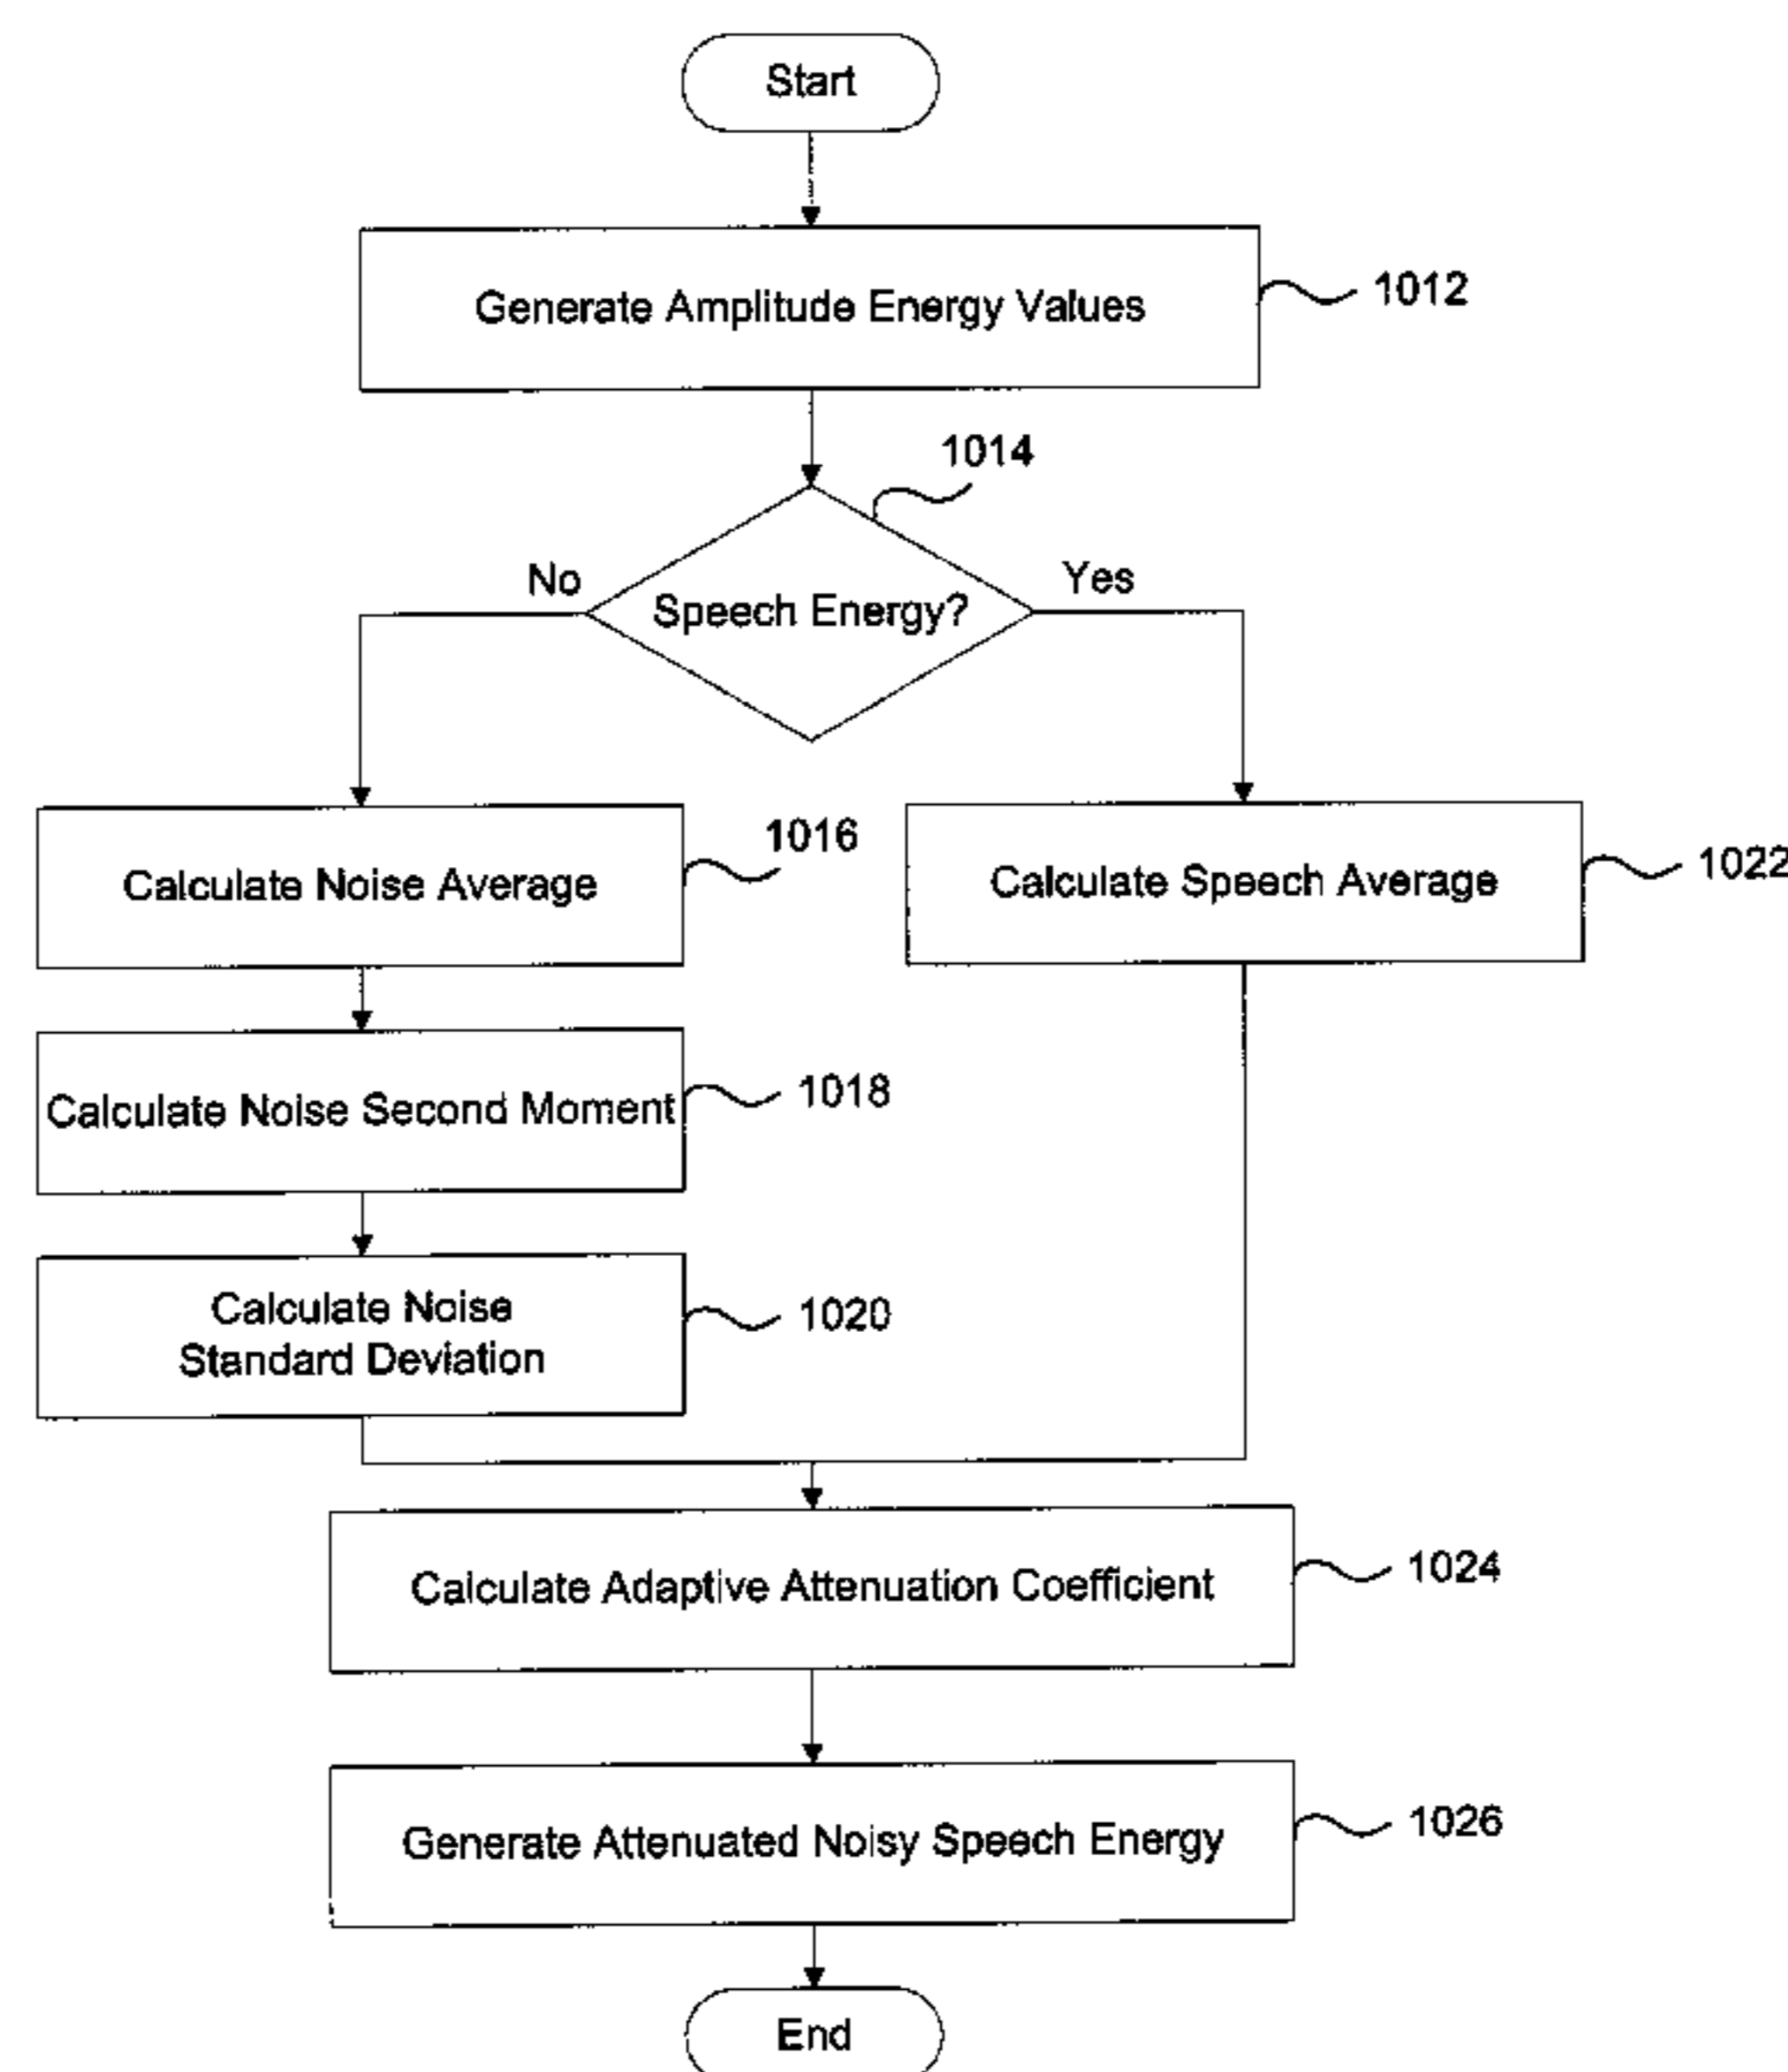 Start
Generate Amplitude Energy Values
1012
1014
No
Speech Energy?
Yes
Calculate Noise Average
1016
Calculate Speech Average
1022
Calculate Noise Second Moment
1018
Calculate Noise
Standard Deviation
1020
Calculate Adaptive Attenuation Coefficient
1024
Generate Attenuated Noisy Speech Energy
1026
End